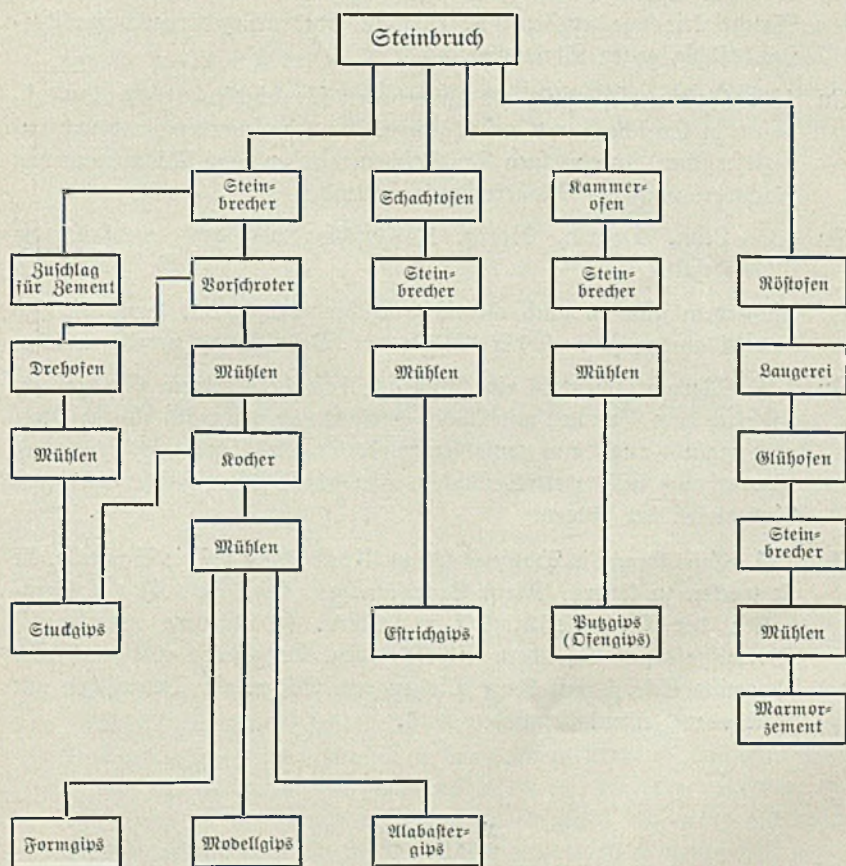 Steinbruch
Stein=
brecher
Schachtofen
Kammer=
ofen
Zuschlag
für Zement
Vorschroter
Stein=
brecher
Stein=
brecher
Röstofen
Drehofen
Mühlen
Mühlen
Mühlen
Laugerei
Mühlen
Kocher
Glühofen
Mühlen
Stein=
brecher
Stuckgips
Estrichgips
Putzgips
(Ofengips)
Mühlen
Marmor=
zement
Formgips
Modellgips
Alabaster=
gips